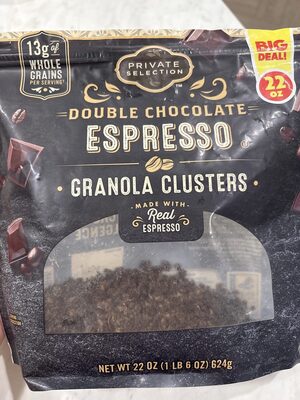 13g of
WHOLE
GRAINS
PER SERVING
PRIVATE
SELECTION
TM
BIG
DEAL!
22
OZ
DOUBLE CHOCOLATE
ESPRESSO
GRANOLA CLUSTERS
MADE WITH
Real
ESPRESSO
NET WT 22 OZ (1 LB 6 OZ) 624g